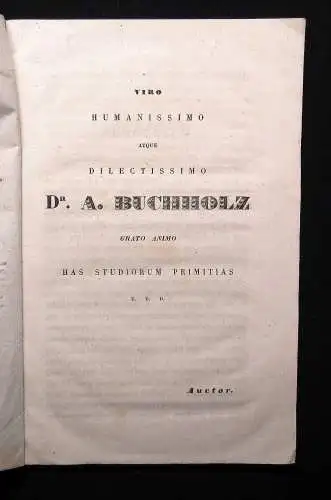 VIRO
HUMANISSIMO
ATQUE
DILECTISSIMO
Dᴿ. A. BUCHHOLZ
GRATO ANIMO
HAS STUDIORUM PRIMITIAS
D. D. D.
Auctor.